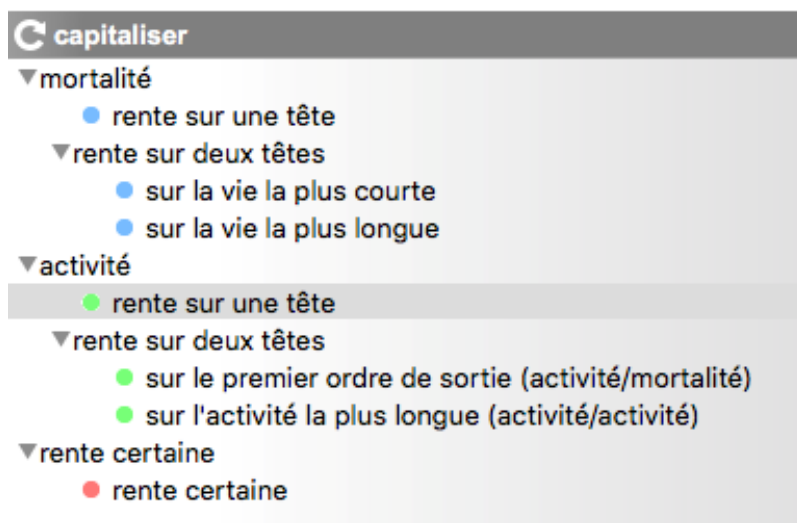 capitaliser
mortalité
rente sur une tête
rente sur deux têtes
sur la vie la plus courte
sur la vie la plus longue
activité
rente sur une tête
rente sur deux têtes
sur le premier ordre de sortie (activité/mortalité)
sur l'activité la plus longue (activité/activité)
rente certaine
rente certaine